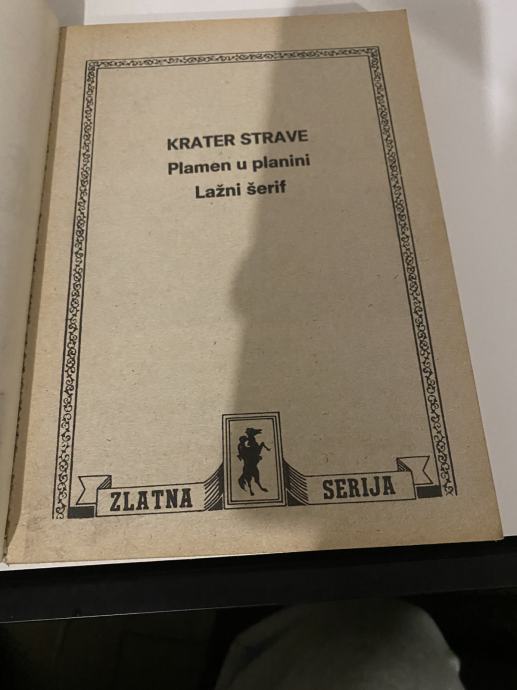 KRATER STRAVE
Plamen u planini
Lažni šerif
ZLATNA SERIJA